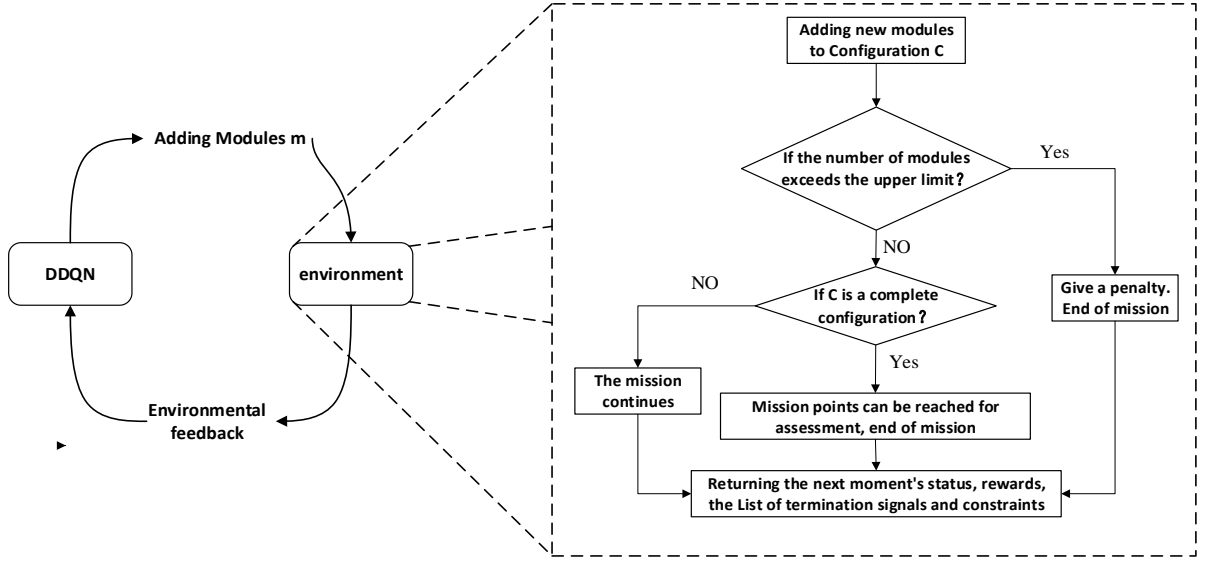 Adding Modules m
DDQN
environment
Environmental
feedback
Adding new modules
to Configuration C
If the number of modules
exceeds the upper limit?
Yes
NO
If C is a complete
configuration?
NO
Give a penalty.
End of mission
Yes
The mission
continues
Mission points can be reached for
assessment, end of mission
Returning the next moment's status, rewards,
the List of termination signals and constraints